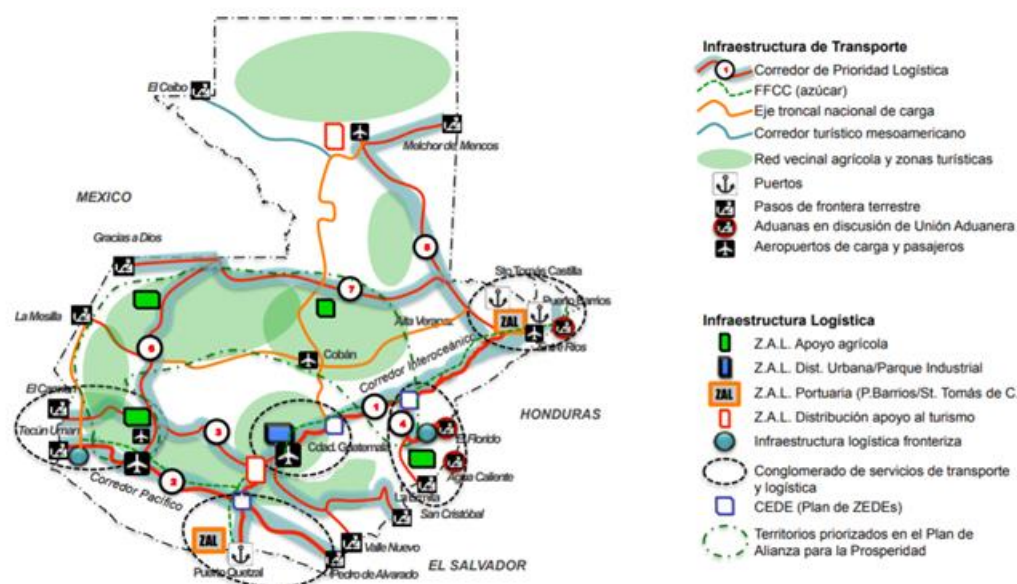 El Caibo
Melchor de Mencos
MEXICO
Gracias a Dios
8
Sto. Tomás Castilla
7
Puerto Barrios
La Mesilla
Alta Verapaz
ZAL
Entre Rios
6
Cobán
Corredor Interoceánico
El Carmen
1
HONDURAS
Tecún Umán
3
4
Cdad. Guatemala
El Florido
Corredor Pacífico
2
Agua Caliente
La Ermita
San Cristóbal
ZAL
Valle Nuevo
Puerto Quetzal
Pedro de Alvarado
EL SALVADOR
Infraestructura de Transporte
1
Corredor de Prioridad Logística
FFCC (azúcar)
Eje troncal nacional de carga
Corredor turístico mesoamericano
Red vecinal agrícola y zonas turísticas
Puertos
Pasos de frontera terrestre
Aduanas en discusión de Unión Aduanera
Aeropuertos de carga y pasajeros
Infraestructura Logística
Z.A.L. Apoyo agrícola
Z.A.L. Dist. Urbana/Parque Industrial
ZAL
Z.A.L. Portuaria (P.Barrios/St. Tomás de C.
Z.A.L. Distribución apoyo al turismo
Infraestructura logística fronteriza
Conglomerado de servicios de transporte
y logística
CEDE (Plan de ZEDEs)
Territorios priorizados en el Plan de
Alianza para la Prosperidad